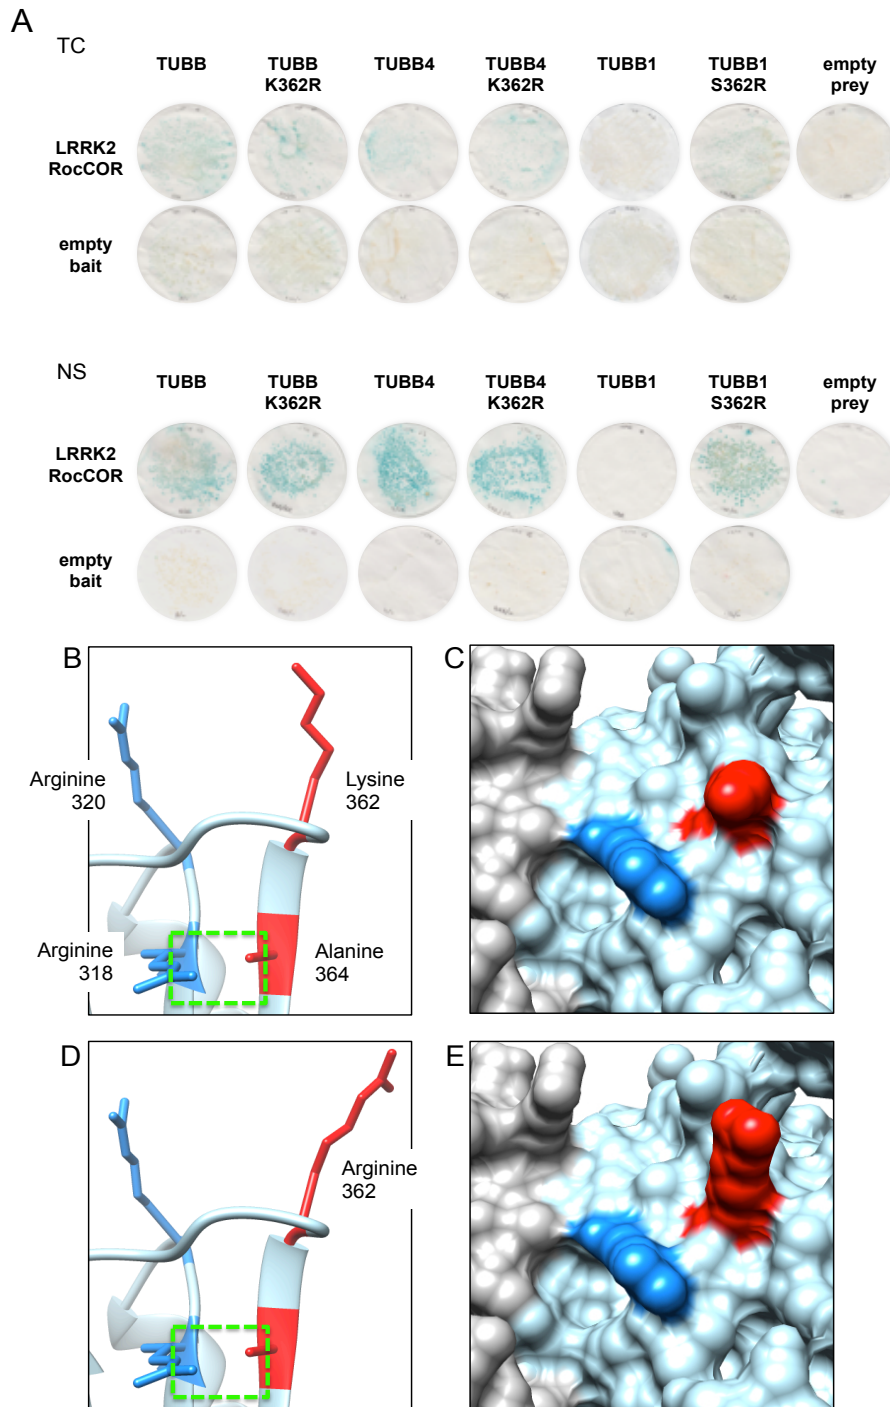 A
TC
TUBB
TUBB
K362R
TUBB4
TUBB4
K362R
TUBB1
TUBB1
S362R
empty
prey
LRRK2
RocCOR
empty
bait
NS
TUBB
TUBB
K362R
TUBB4
TUBB4
K362R
TUBB1
TUBB1
S362R
empty
prey
LRRK2
RocCOR
empty
bait
B
Arginine
320
Lysine
362
Arginine
318
Alanine
364
C
D
Arginine
362
E